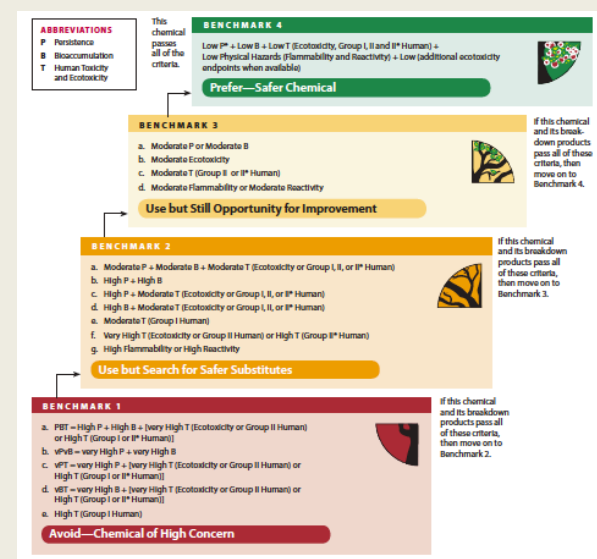 ABBREVIATIONS
P Persistence
B Bioaccumulation
T Human Toxicity
and Ecotoxicity
This
chemical
passes
all of the
criteria.
BENCHMARK 4
Low P* + Low B + Low T (Ecotoxicity, Group I, II and II* Human) +
Low Physical Hazards (Flammability and Reactivity) + Low (additional ecotoxicity
endpoints when available)
Prefer—Safer Chemical
BENCHMARK 3
a. Moderate P or Moderate B
b. Moderate Ecotoxicity
c. Moderate T (Group II or II* Human)
d. Moderate Flammability or Moderate Reactivity
Use but Still Opportunity for Improvement
If this chemical
and its break-
down products
pass all of these
criteria, then
move on to
Benchmark 4.
BENCHMARK 2
a. Moderate P + Moderate B + Moderate T (Ecotoxicity or Group I, II, or II* Human)
b. High P + High B
c. High P + Moderate T (Ecotoxicity or Group I, II, or II* Human)
d. High B + Moderate T (Ecotoxicity or Group I, II, or II* Human)
e. Moderate T (Group I Human)
f. Very High T (Ecotoxicity or Group II Human) or High T (Group II* Human)
g. High Flammability or High Reactivity
Use but Search for Safer Substitutes
If this chemical
and its breakdown
products pass all
of these criteria,
then move on to
Benchmark 3.
BENCHMARK 1
a. PBT = High P + High B + [very High T (Ecotoxicity or Group II Human)
or High T (Group I or II* Human)]
b. vPvB = very High P + very High B
c. vPT = very High P + [very High T (Ecotoxicity or Group II Human) or
High T (Group I or II* Human)]
d. vBT = very High B + [very High T (Ecotoxicity or Group II Human) or
High T (Group I or II* Human)]
e. High T (Group I Human)
Avoid—Chemical of High Concern
If this chemical
and its breakdown
products pass all
of these criteria,
then move on to
Benchmark 2.